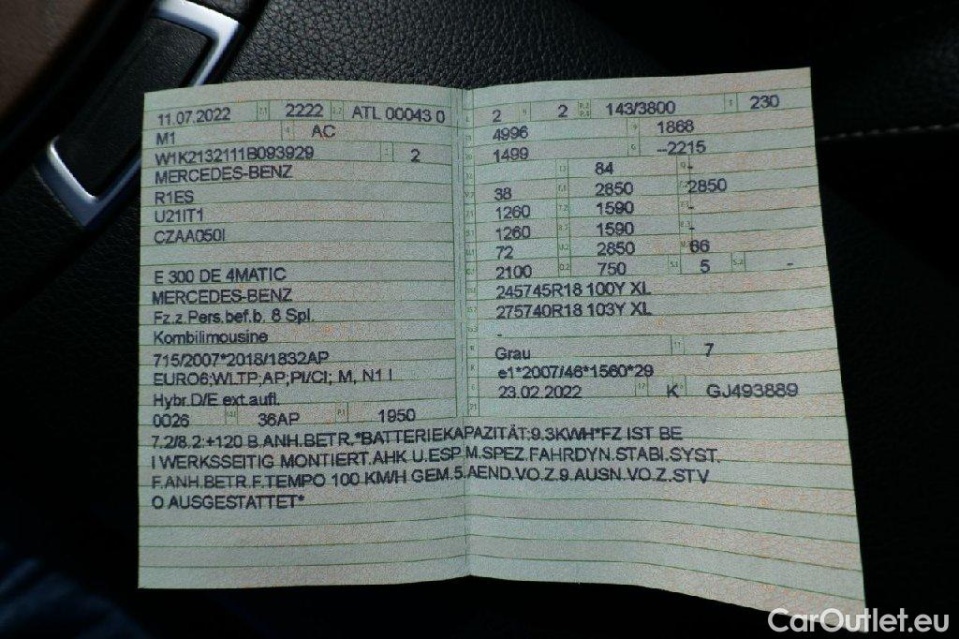 11.07.2022 2222 ATL 00043 0
M1 AC
W1K2132111B093929 2
MERCEDES-BENZ
R1ES
U21IT1
CZAA050I
E 300 DE 4MATIC
MERCEDES-BENZ
Fz.z.Pers.bef.b. 8 Spl.
Kombilimousine
715/2007*2018/1832AP
EURO6;WLTP;AP;PI/CI; M, N1 I
Hybr.D/E ext.aufl.
0026 36AP 1950
2 2 143/3800 230
4996 1868
1499 --2215
84 -
38 2850 2850
1260 1590 -
1260 1590 -
72 2850 86
2100 750 5 -
245745R18 100Y XL
275740R18 103Y XL
-
Grau 7
e1*2007/46*1560*29
23.02.2022 K GJ493889
7.2/8.2:+120 B.ANH.BETR.*BATTERIEKAPAZITÄT:9.3KWH*FZ IST BE
I WERKSSEITIG MONTIERT.AHK U.ESP M.SPEZ.FAHRDYN.STABI.SYST.
F.ANH.BETR.F.TEMPO 100 KM/H GEM.5.AEND.VO.Z.9.AUSN.VO.Z.STV
O AUSGESTATTET*
CarOutlet.eu